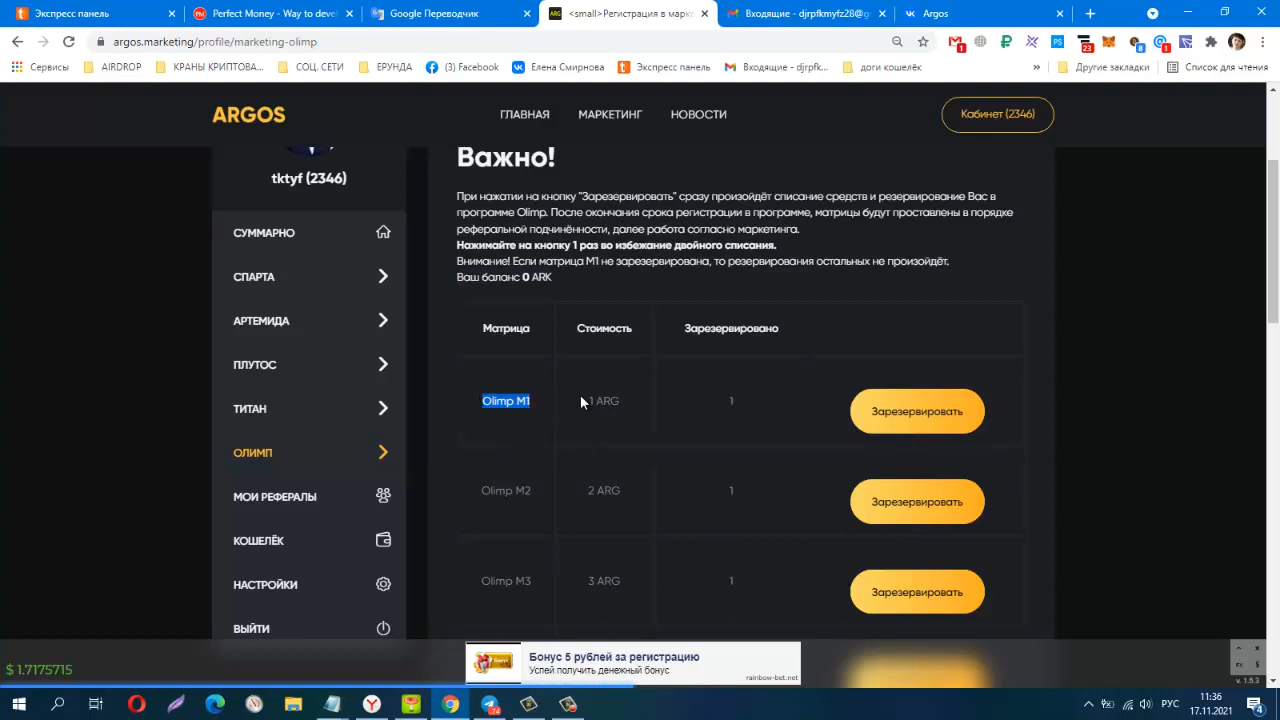 Экспресс панель
Perfect Money - Way to devel
Google Переводчик
<small>Регистрация в марке
Входящие - djrpfkmyfz28@g
Argos
argos.marketing/profile/marketing-olimp
Сервисы
AIRDROP
КРАНЫ КРИПТОВА...
СОЦ. СЕТИ
ЕРУНДА
(3) Facebook
Елена Смирнова
Экспресс панель
Входящие - djrpfk...
доги кошелёк
»
Другие закладки
Список для чтения
ARGOS
ГЛАВНАЯ
МАРКЕТИНГ
НОВОСТИ
Кабинет (2346)
tktyf (2346)
СУММАРНО
СПАРТА
АРТЕМИДА
ПЛУТОС
ТИТАН
ОЛИМП
МОИ РЕФЕРАЛЫ
КОШЕЛЁК
НАСТРОЙКИ
ВЫЙТИ
Важно!
При нажатии на кнопку "Зарезервировать" сразу произойдёт списание средств и резервирование Вас в
программе Olimp. После окончания срока регистрации в программе, матрицы будут проставлены в порядке
реферальной подчинённости, далее работа согласно маркетинга.
Нажимайте на кнопку 1 раз во избежание двойного списания.
Внимание! Если матрица М1 не зарезервирована, то резервирования остальных не произойдёт.
Ваш баланс 0 ARK
Матрица
Стоимость
Зарезервировано
Olimp M1
1 ARG
1
Зарезервировать
Olimp M2
2 ARG
1
Зарезервировать
Olimp M3
3 ARG
1
Зарезервировать
$ 1.7175715
Бонус 5 рублей за регистрацию
Успей получить денежный бонус
rainbow-bet.net
v. 1.5.3
РУС
11:36
17.11.2021